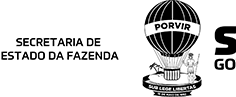 SECRETARIA DE
ESTADO DA FAZENDA
PORVIR
SUB LEGE LIBERTAS
S
GO